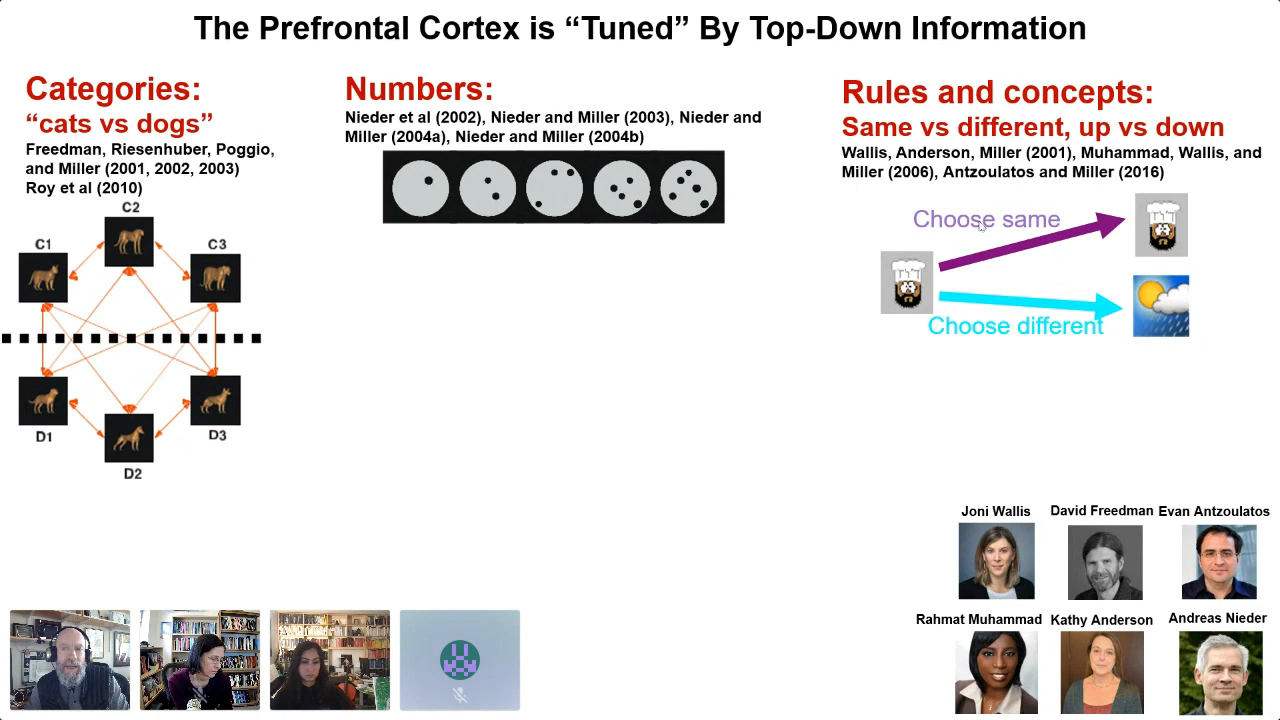 The Prefrontal Cortex is “Tuned” By Top-Down Information
Categories:
“cats vs dogs”
Freedman, Riesenhuber, Poggio,
and Miller (2001, 2002, 2003)
Roy et al (2010)
C2
C1
C3
D1
D3
D2
Numbers:
Nieder et al (2002), Nieder and Miller (2003), Nieder and
Miller (2004a), Nieder and Miller (2004b)
Rules and concepts:
Same vs different, up vs down
Wallis, Anderson, Miller (2001), Muhammad, Wallis, and
Miller (2006), Antzoulatos and Miller (2016)
Choose same
Choose different
Joni Wallis
David Freedman
Evan Antzoulatos
Rahmat Muhammad
Kathy Anderson
Andreas Nieder